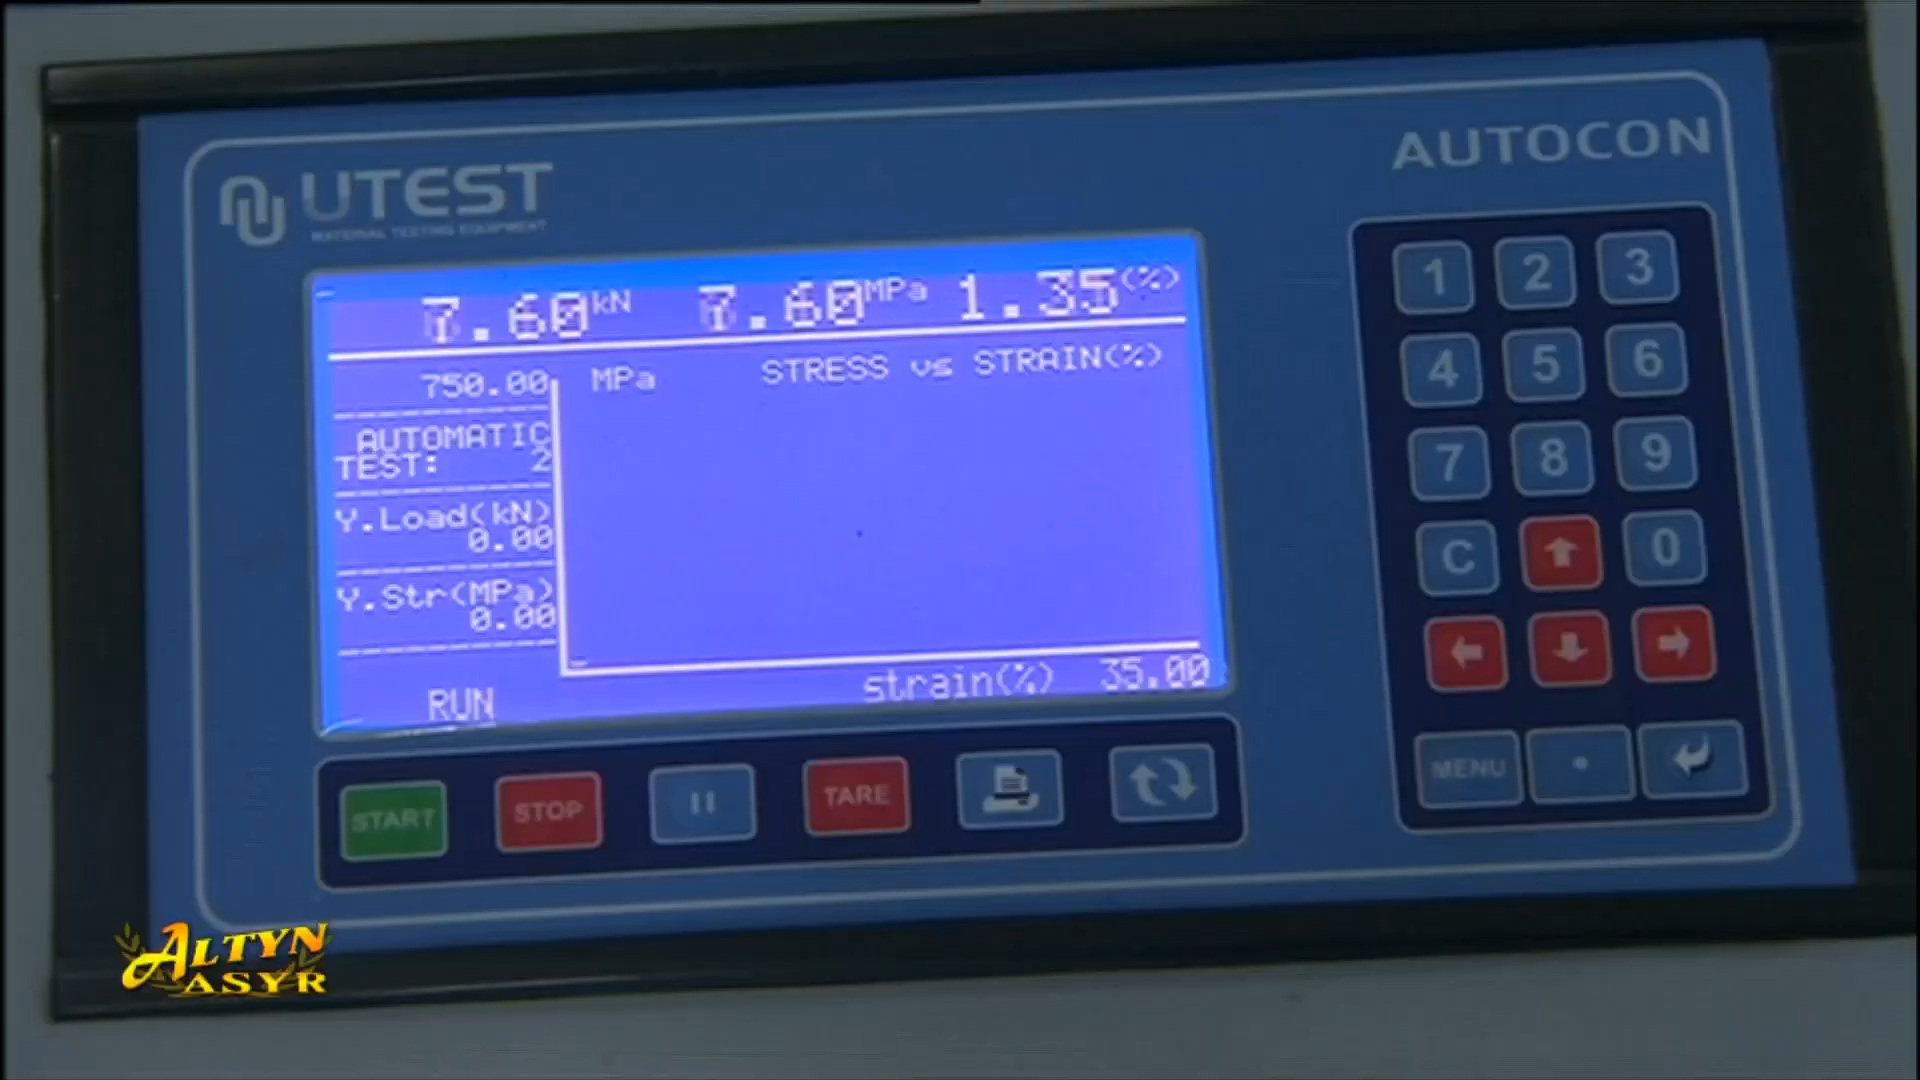 UTEST
MATERIAL TESTING EQUIPMENT
AUTOCON
7.60 kN 7.60 MPa 1.35 (%)
750.00 MPa STRESS vs STRAIN(%)
AUTOMATIC
TEST: 2
Y.Load(kN)
0.00
Y.Str(MPa)
0.00
RUN
strain(%) 35.00
START STOP TARE
1 2 3
4 5 6
7 8 9
C 0
MENU .
ALTYN
ASYR